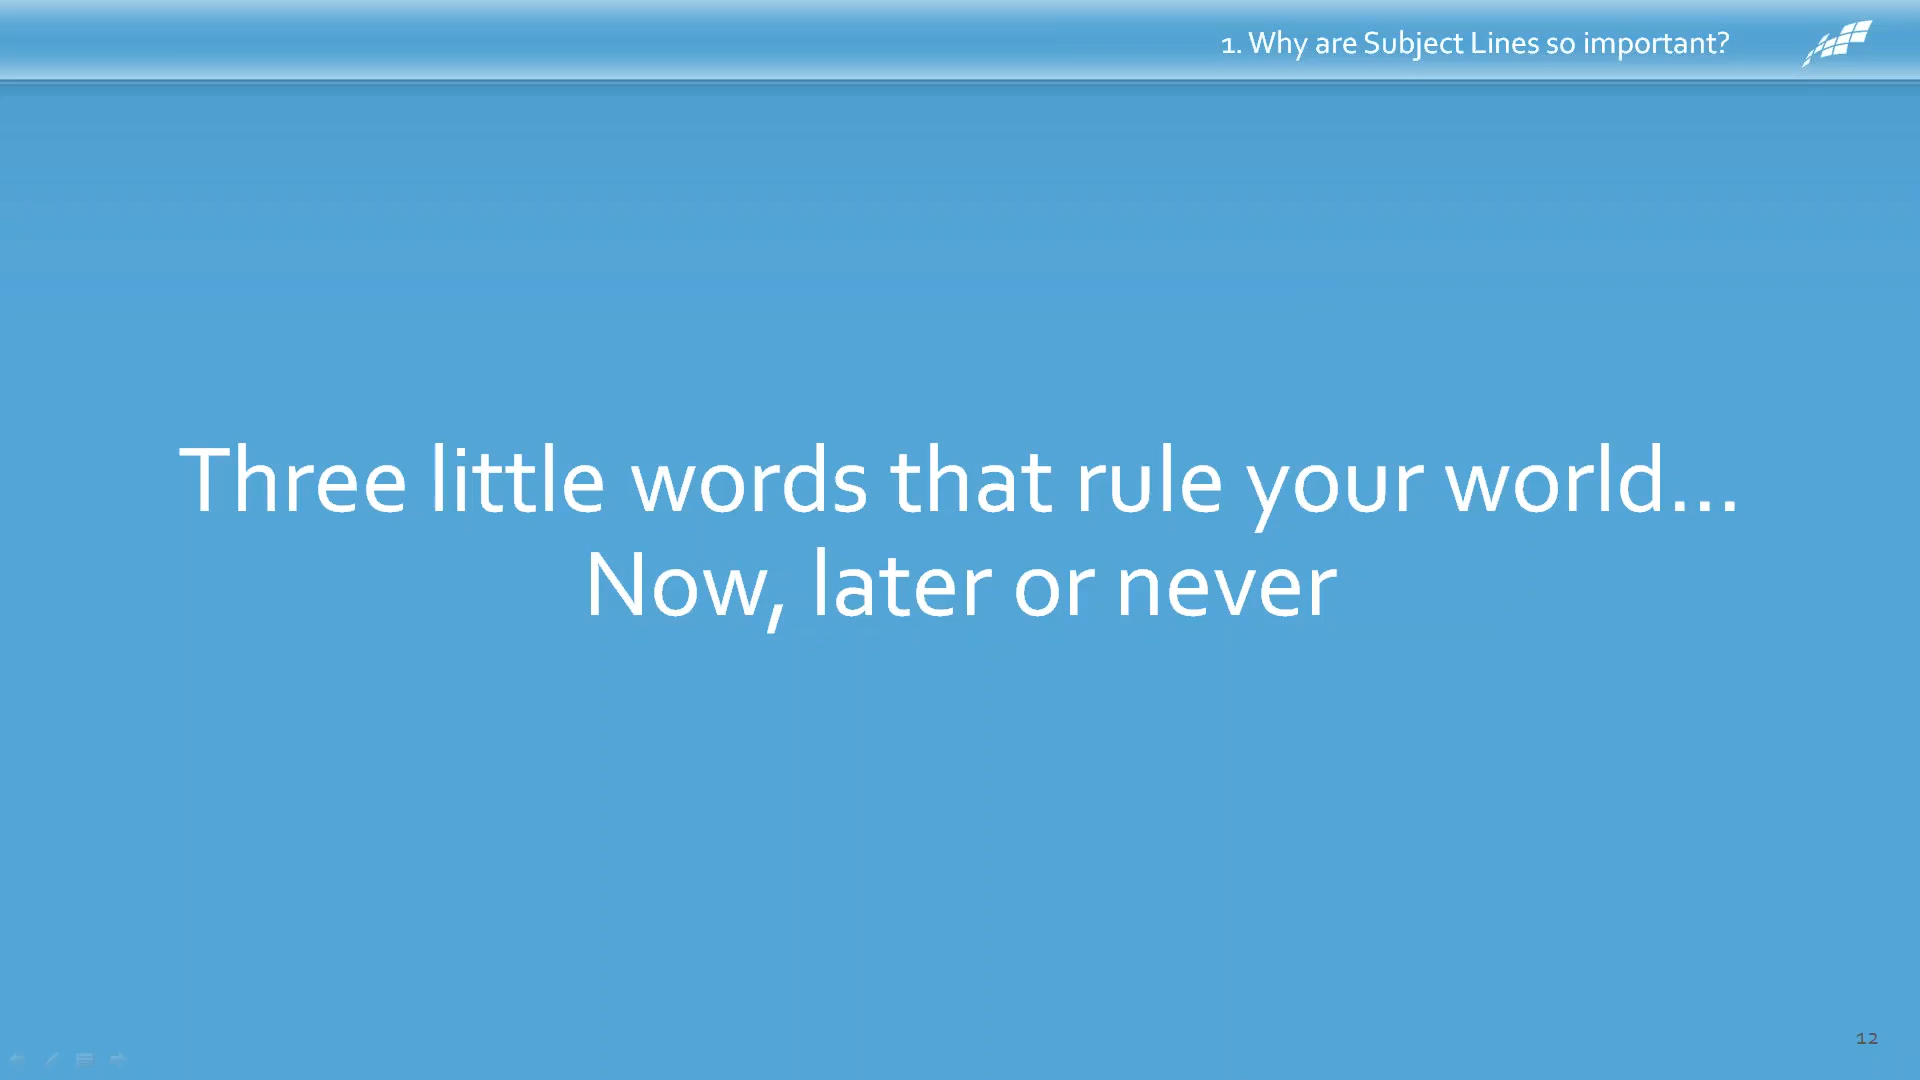 1. Why are Subject Lines so important?
Three little words that rule your world...
Now, later or never
12